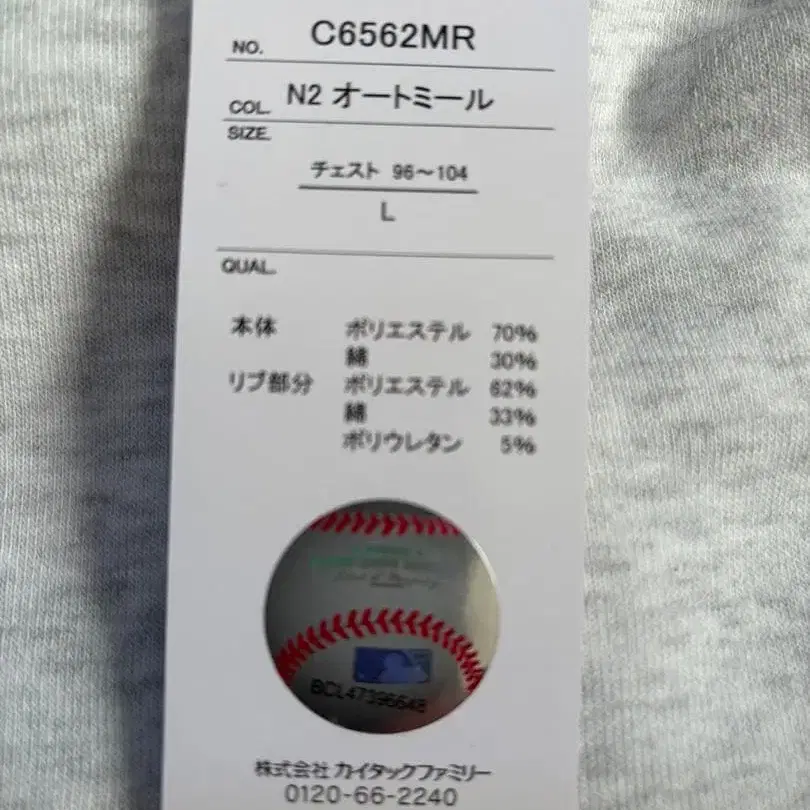 NO. C6562MR
COL. N2 オートミール
SIZE.
チェスト 96～104
L
QUAL.
本体 ポリエステル 70%
綿 30%
リブ部分 ポリエステル 62%
綿 33%
ポリウレタン 5%
BCL4739664B
株式会社 カイタックファミリー
0120-66-2240